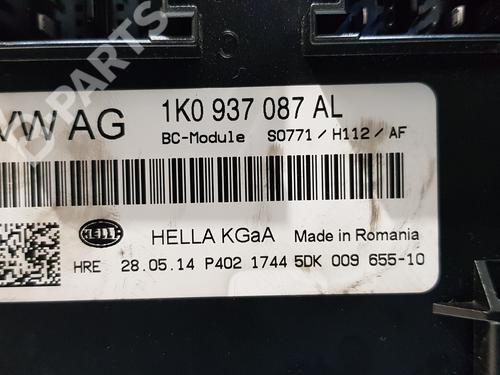 VW AG
1K0 937 087 AL
BC-Module S0771/H112/AF
HELLA
HELLA KGaA Made in Romania
HRE 28.05.14 P402 1744 5DK 009 655-10
B-PARTS